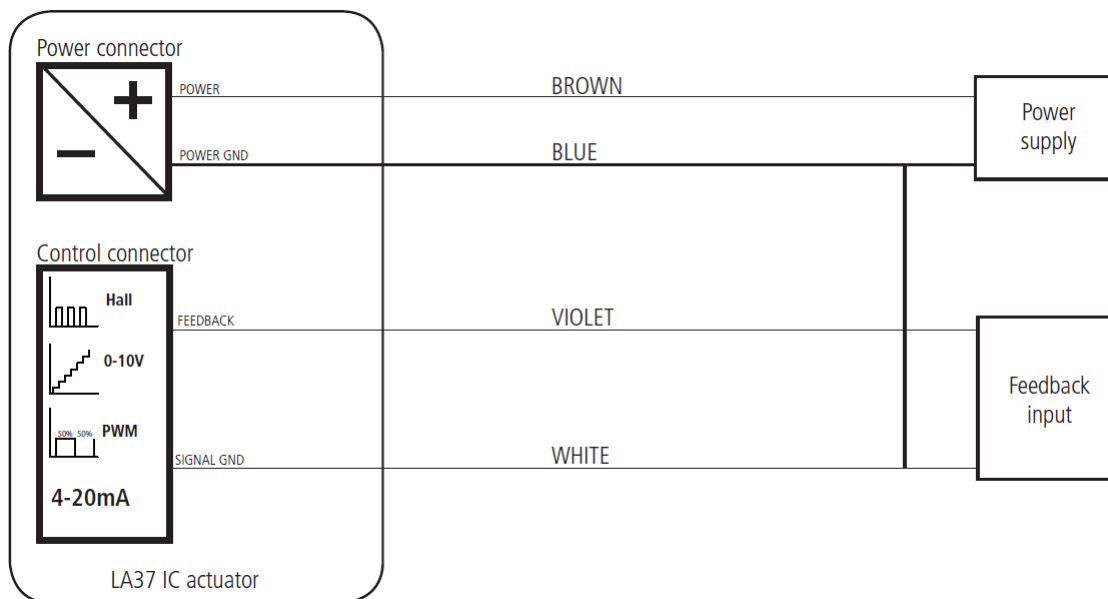 Power connector
+
−
POWER
BROWN
POWER GND
BLUE
Power
supply
Control connector
Hall
FEEDBACK
VIOLET
0-10V
50% 50%
PWM
Feedback
input
SIGNAL GND
WHITE
4-20mA
LA37 IC actuator